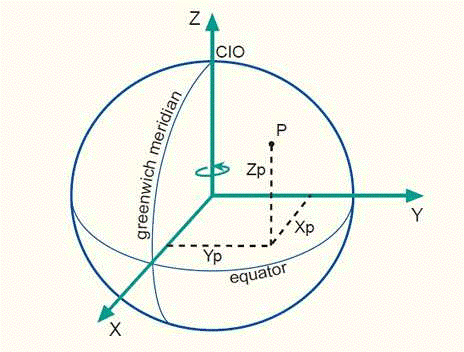 Z
CIO
greenwich meridian
P
Zp
Xp
Y
Yp
equator
X